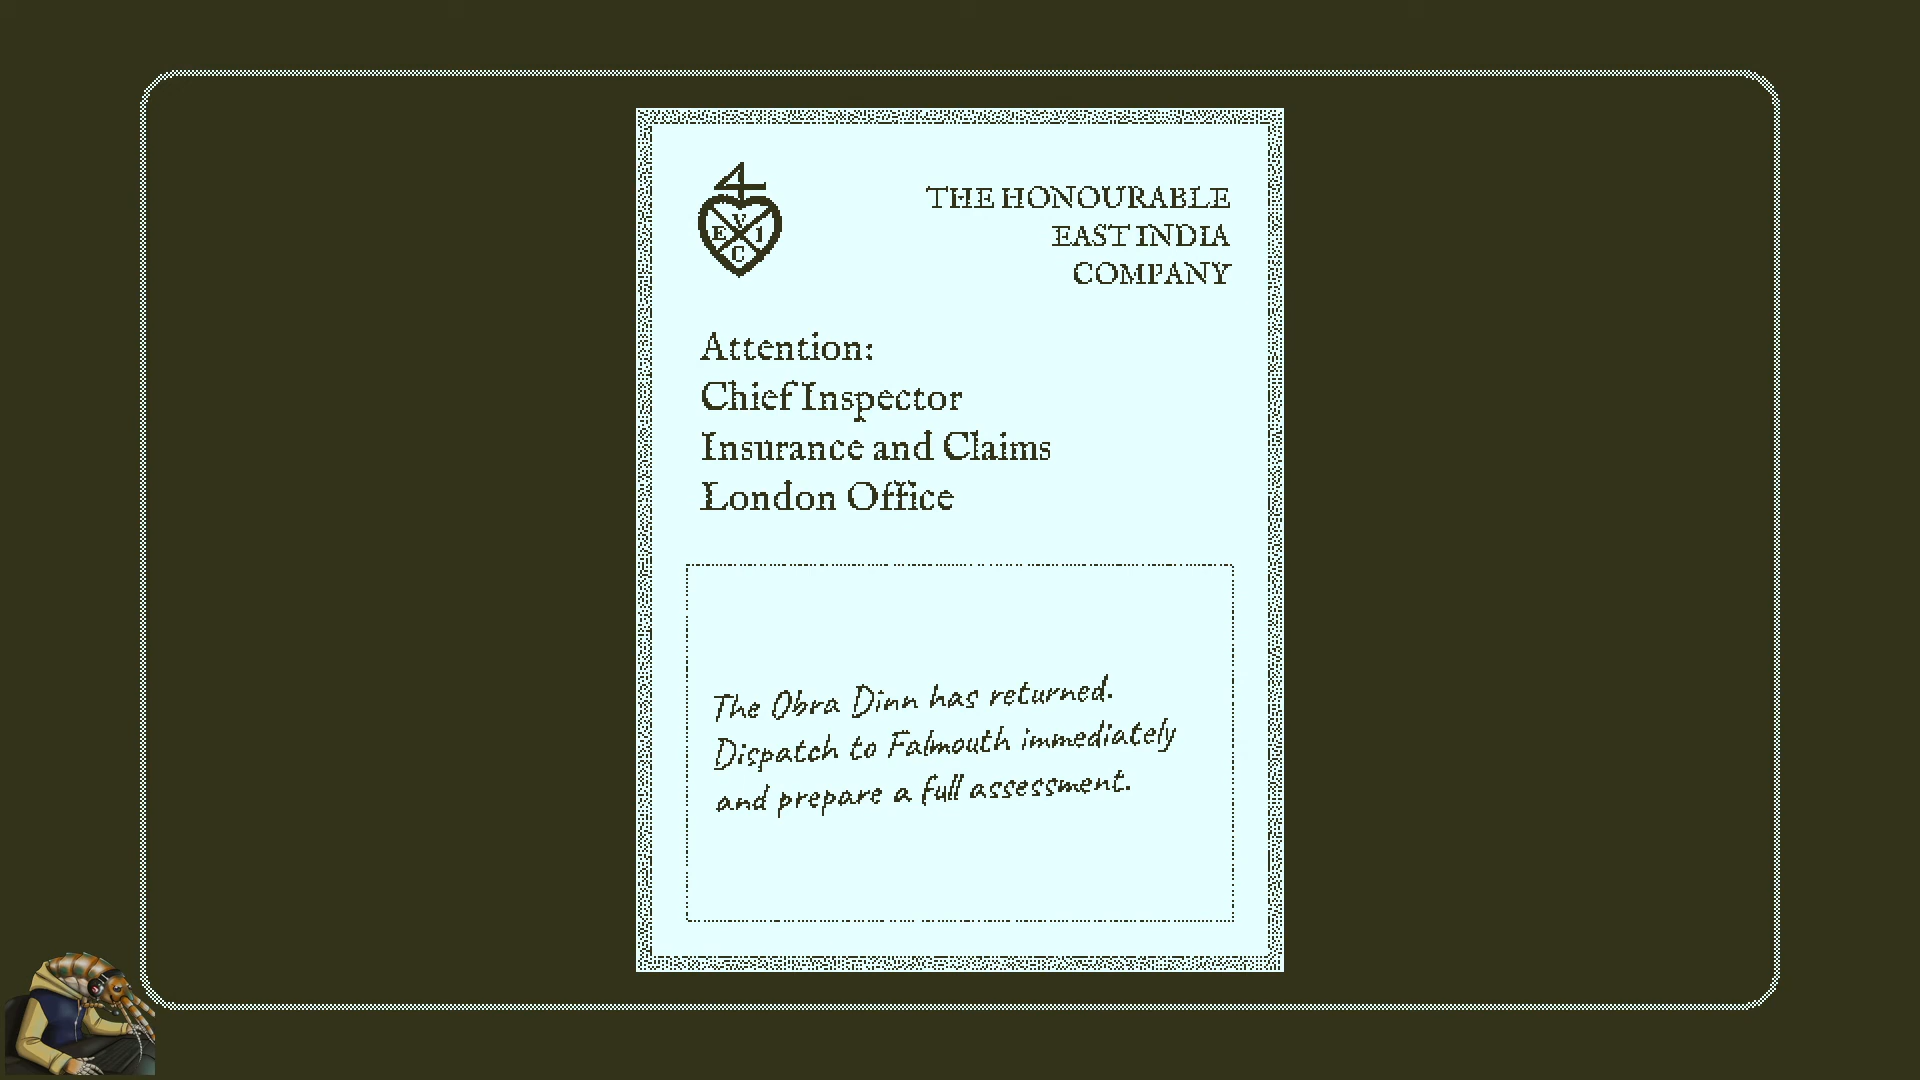 4
V
E I
C
THE HONOURABLE
EAST INDIA
COMPANY
Attention:
Chief Inspector
Insurance and Claims
London Office
The Obra Dinn has returned.
Dispatch to Falmouth immediately
and prepare a full assessment.